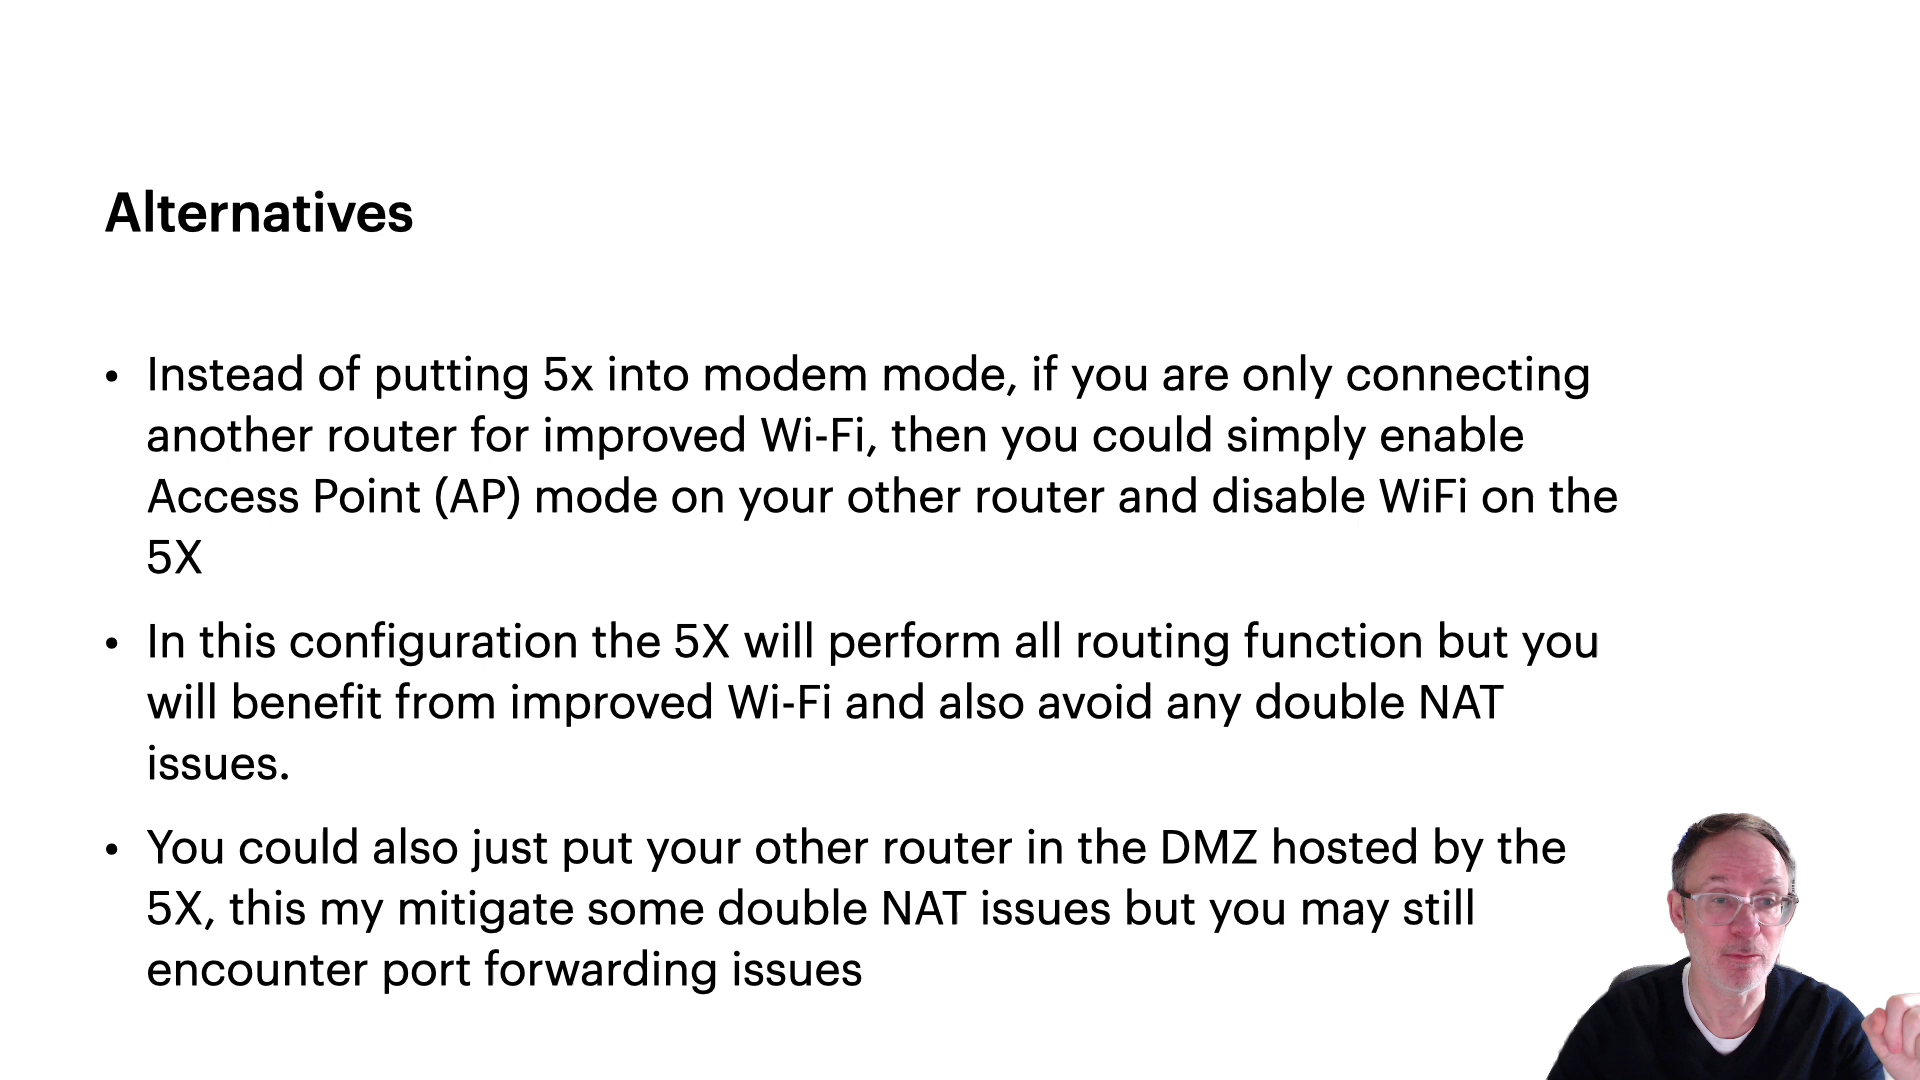 Alternatives
• Instead of putting 5x into modem mode, if you are only connecting
another router for improved Wi-Fi, then you could simply enable
Access Point (AP) mode on your other router and disable WiFi on the
5X
• In this configuration the 5X will perform all routing function but you
will benefit from improved Wi-Fi and also avoid any double NAT
issues.
• You could also just put your other router in the DMZ hosted by the
5X, this my mitigate some double NAT issues but you may still
encounter port forwarding issues